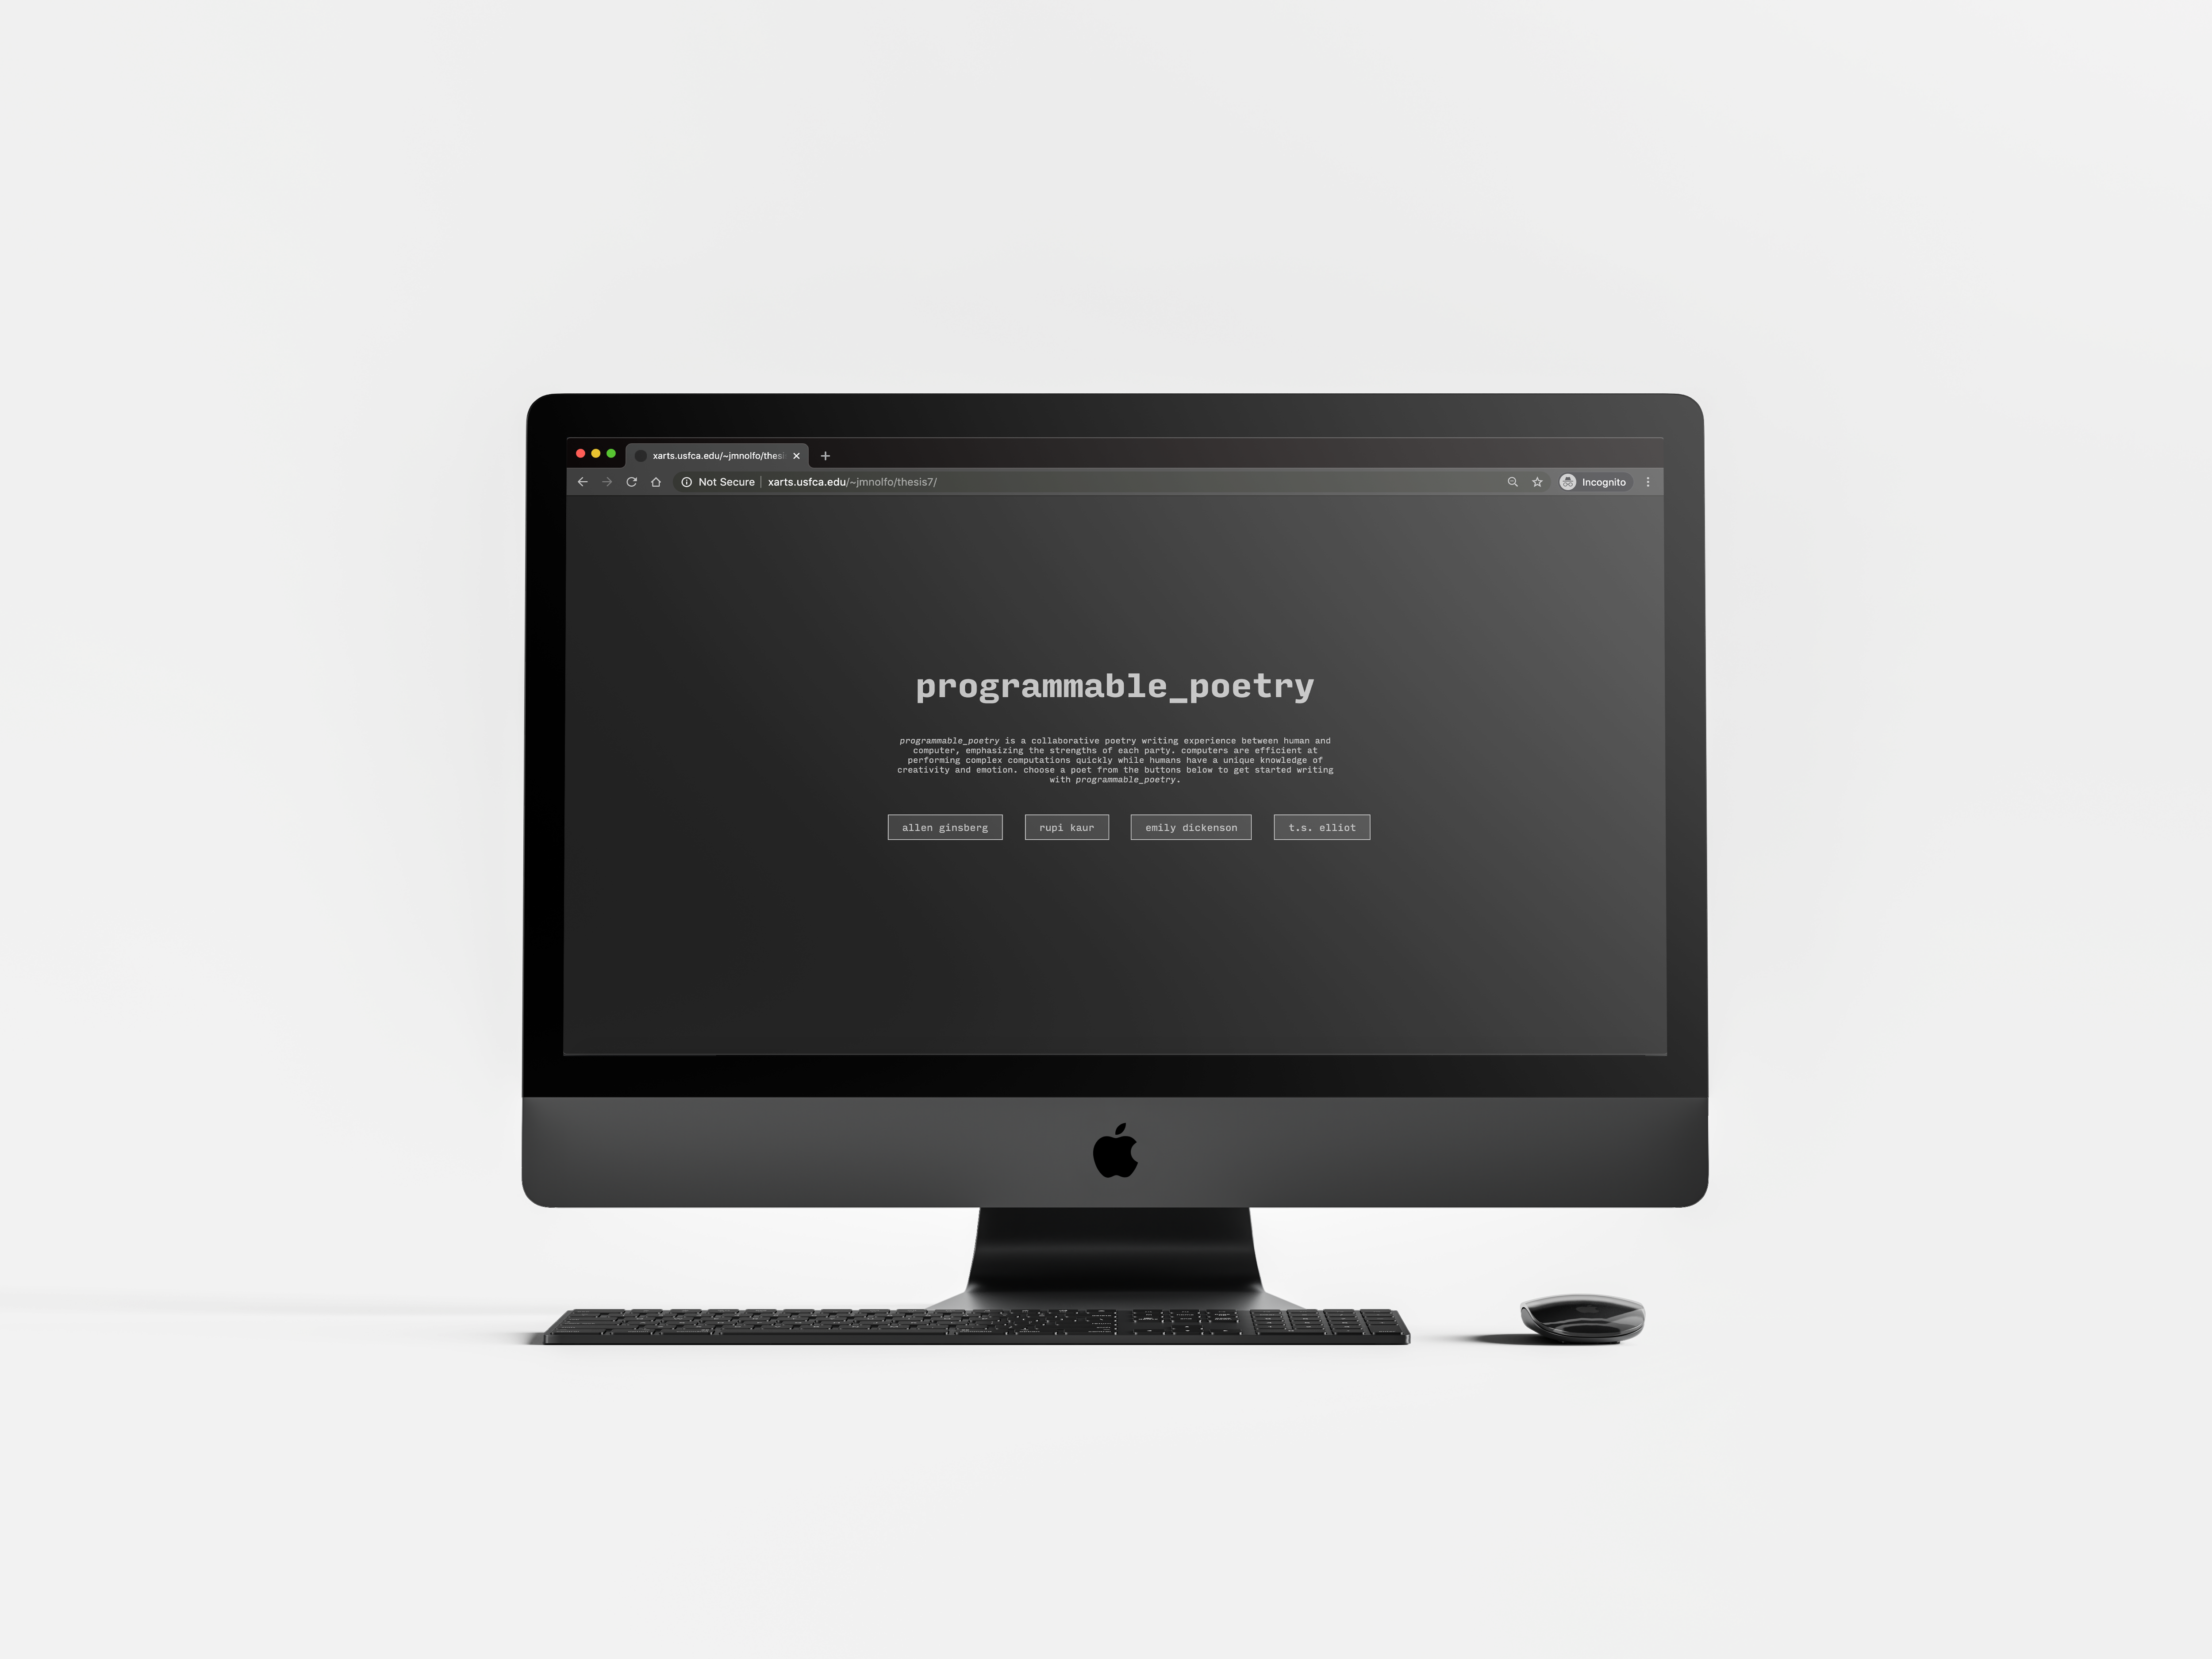 xarts.usfca.edu/~jmnolfo/thesi
Not Secure | xarts.usfca.edu/~jmnolfo/thesis7/
Incognito
programmable_poetry
programmable_poetry is a collaborative poetry writing experience between human and
computer, emphasizing the strengths of each party. computers are efficient at
performing complex computations quickly while humans have a unique knowledge of
creativity and emotion. choose a poet from the buttons below to get started writing
with programmable_poetry.
allen ginsberg
rupi kaur
emily dickenson
t.s. elliot